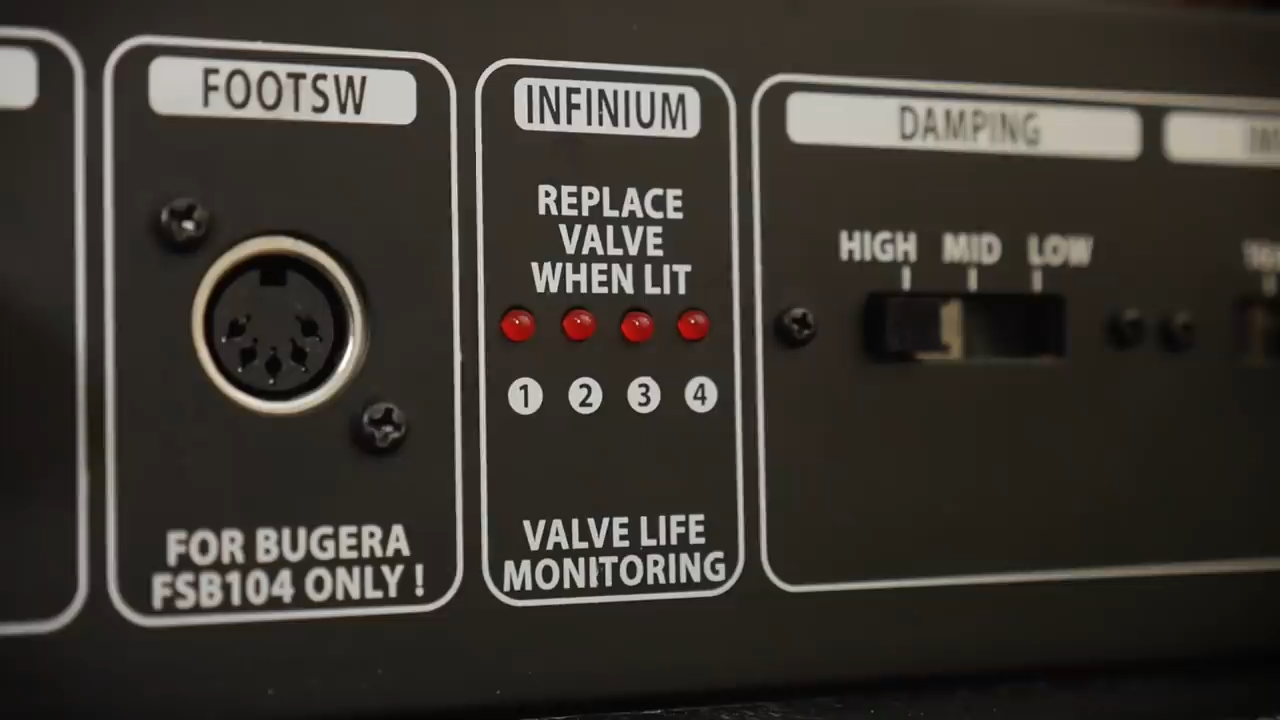 FOOTSW
FOR BUGERA
FSB104 ONLY !
INFINIUM
REPLACE
VALVE
WHEN LIT
1 2 3 4
VALVE LIFE
MONITORING
DAMPING
HIGH MID LOW